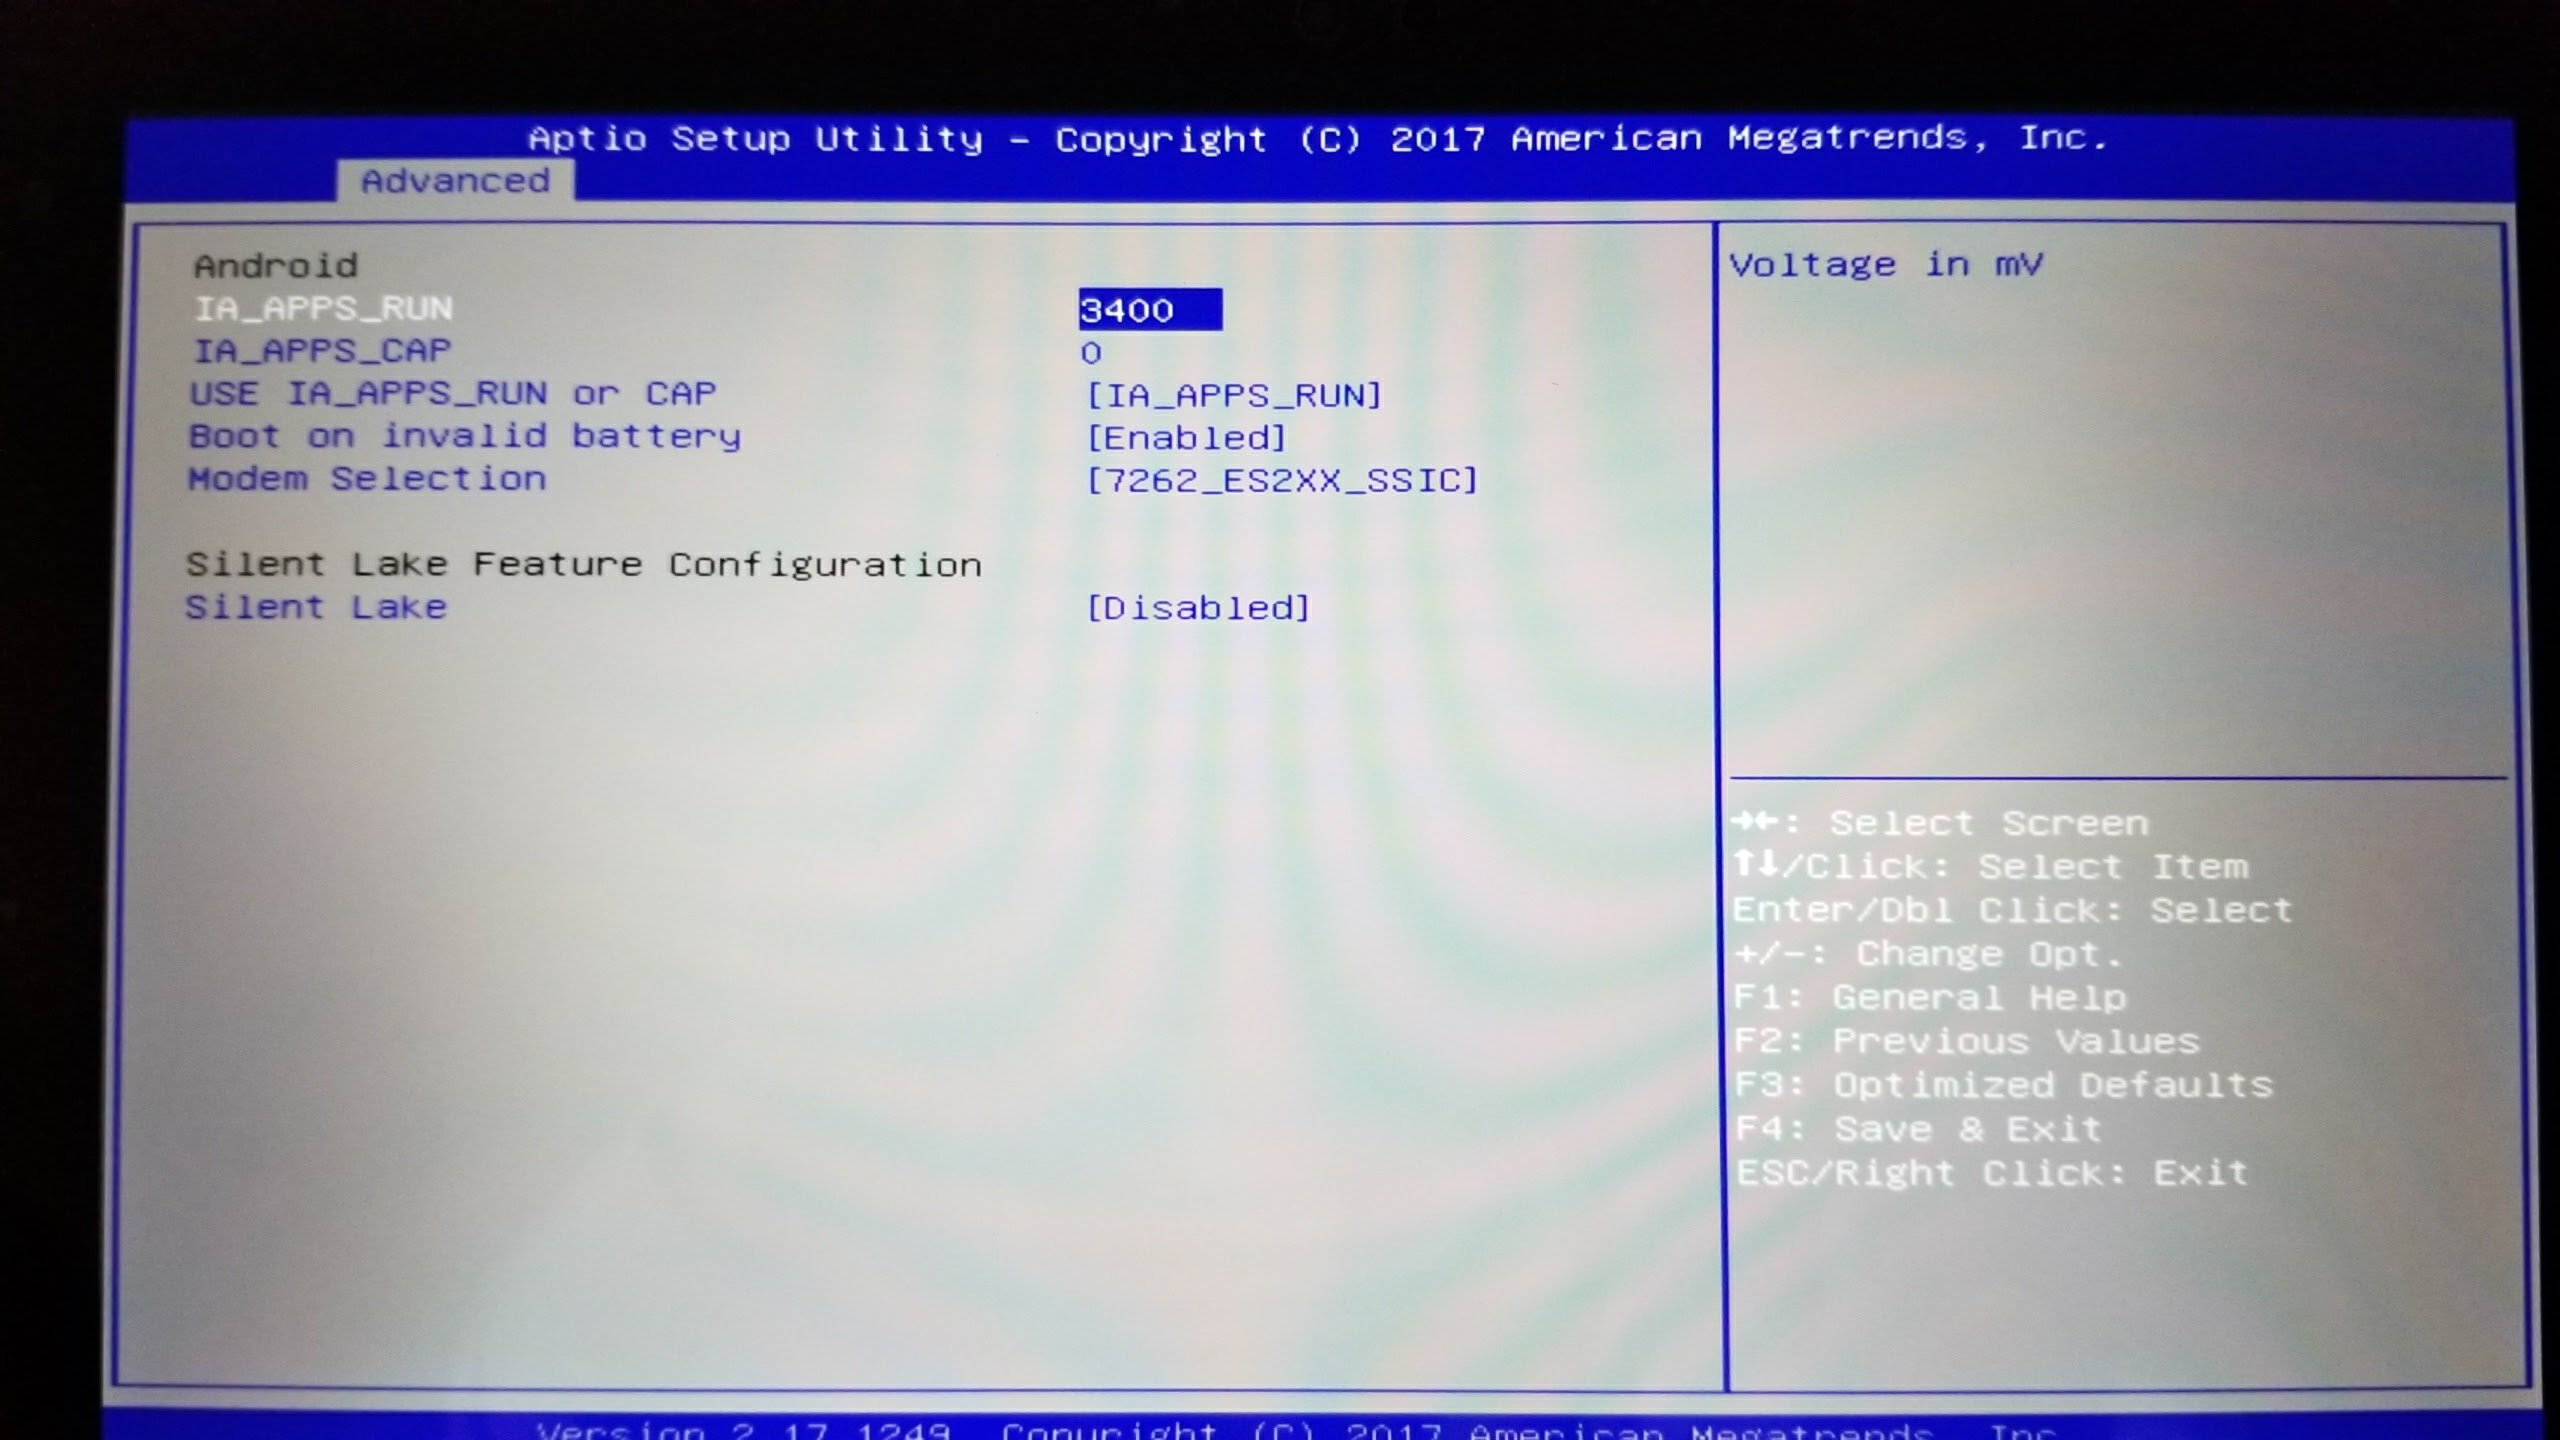 Aptio Setup Utility – Copyright (C) 2017 American Megatrends, Inc.
Advanced
Android
IA_APPS_RUN 3400
IA_APPS_CAP 0
USE IA_APPS_RUN or CAP [IA_APPS_RUN]
Boot on invalid battery [Enabled]
Modem Selection [7262_ES2XX_SSIC]
Silent Lake Feature Configuration
Silent Lake [Disabled]
Voltage in mV
→←: Select Screen
↑↓/Click: Select Item
Enter/Dbl Click: Select
+/-: Change Opt.
F1: General Help
F2: Previous Values
F3: Optimized Defaults
F4: Save & Exit
ESC/Right Click: Exit
Version 2.17.1249. Copyright (C) 2017 American Megatrends, Inc.